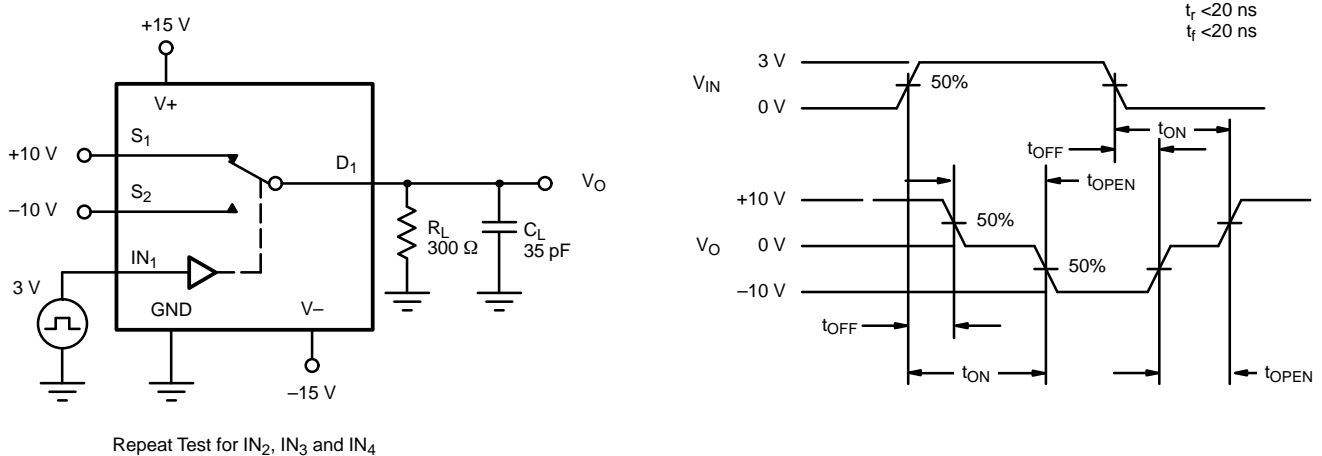 +15 V
V+
S1
+10 V
D1
VO
S2
–10 V
RL
300 Ω
CL
35 pF
IN1
3 V
GND
V–
–15 V
Repeat Test for IN2, IN3 and IN4
tr <20 ns
tf <20 ns
3 V
VIN
50%
0 V
tON
tOFF
tOPEN
+10 V
50%
VO
0 V
50%
–10 V
tOFF
tON
tOPEN